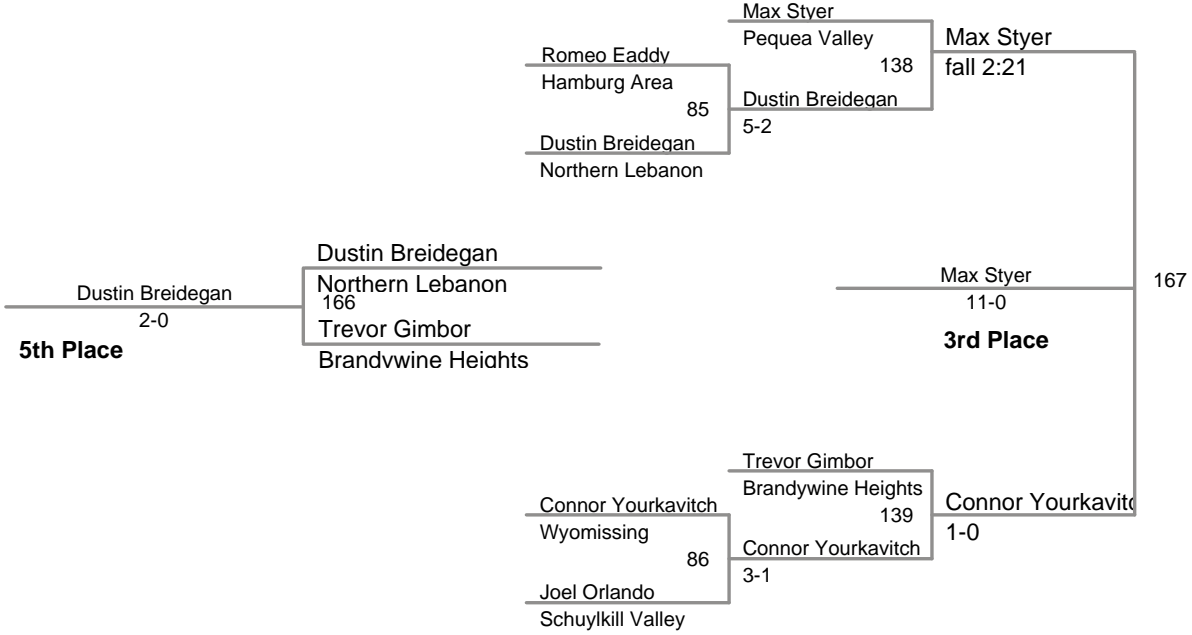 Max Styer
Pequea Valley
138
Max Styer
fall 2:21
Romeo Eaddy
Hamburg Area
85
Dustin Breidegan
5-2
Dustin Breidegan
Northern Lebanon
Dustin Breidegan
Northern Lebanon
166
Trevor Gimbor
Brandywine Heights
Dustin Breidegan
2-0
5th Place
Max Styer
11-0
3rd Place
167
Trevor Gimbor
Brandywine Heights
139
Connor Yourkavitc
1-0
Connor Yourkavitch
Wyomissing
86
Connor Yourkavitch
3-1
Joel Orlando
Schuylkill Valley